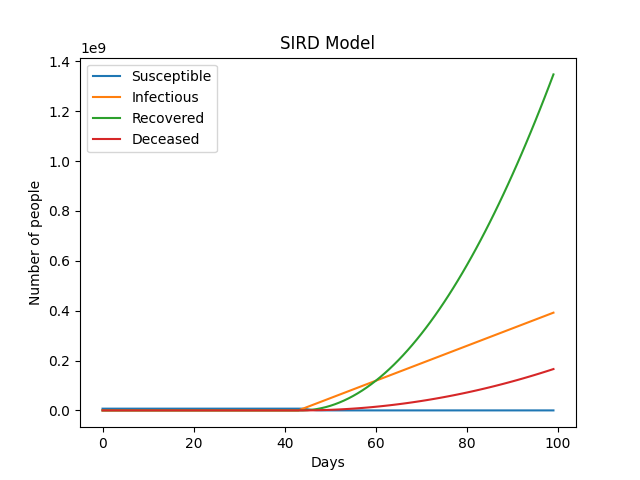 SIRD Model
1e9
1.4
1.2
1.0
0.8
0.6
0.4
0.2
0.0
Number of people
Susceptible
Infectious
Recovered
Deceased
0 20 40 60 80 100
Days